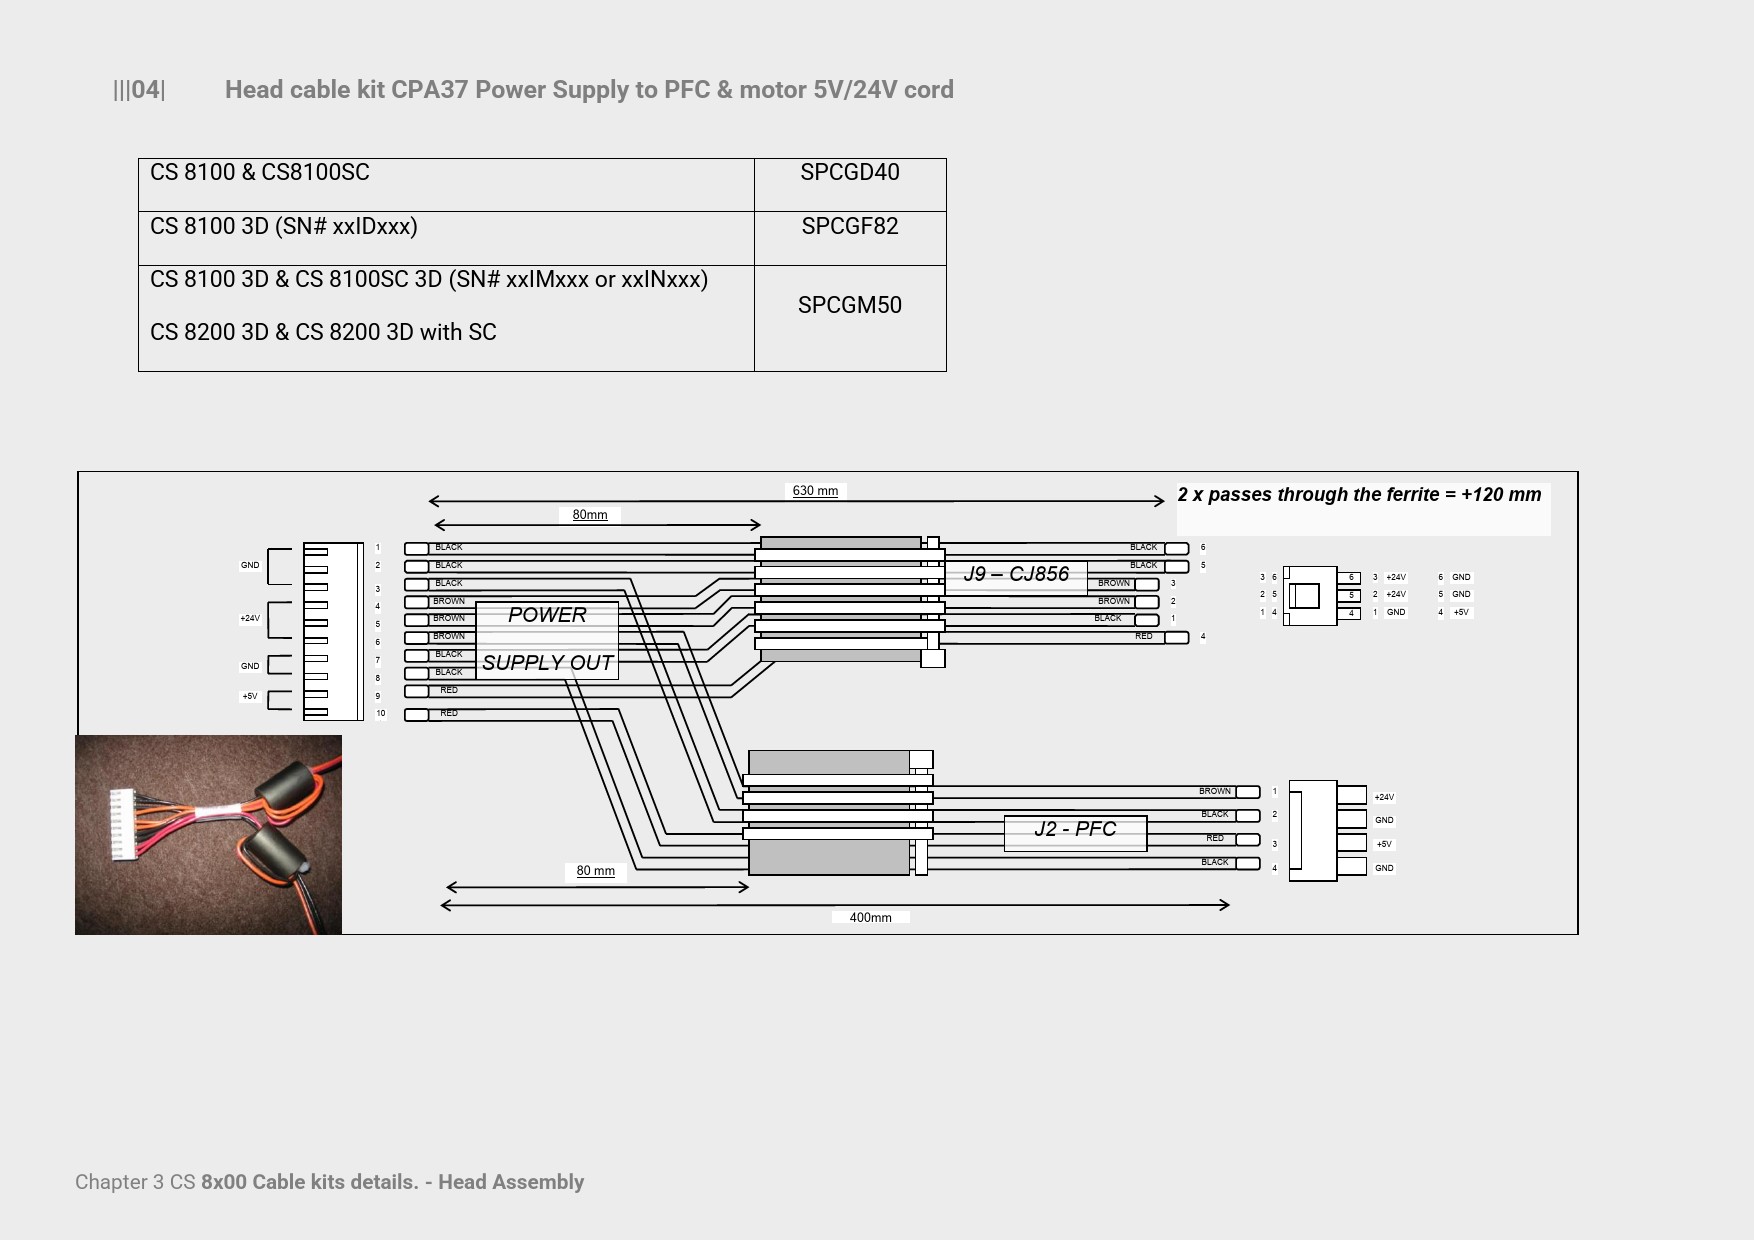 |||04| Head cable kit CPA37 Power Supply to PFC & motor 5V/24V cord
CS 8100 & CS8100SC SPCGD40
CS 8100 3D (SN# xxIDxxx) SPCGF82
CS 8100 3D & CS 8100SC 3D (SN# xxIMxxx or xxINxxx)
SPCGM50
CS 8200 3D & CS 8200 3D with SC
630 mm
2 x passes through the ferrite = +120 mm
80mm
1 BLACK BLACK 6
GND 2 BLACK BLACK 5
J9 – CJ856
3 BLACK BROWN 3
3 6 6 3 +24V 6 GND
4 BROWN BROWN 2
2 5 5 2 +24V 5 GND
POWER
+24V 5 BROWN BLACK 1
1 4 4 1 GND 4 +5V
6 BROWN RED 4
7 BLACK
SUPPLY OUT
GND
8 BLACK
9 RED
+5V
10 RED
BROWN 1 +24V
BLACK 2 GND
J2 - PFC
RED 3 +5V
BLACK 4 GND
80 mm
400mm
Chapter 3 CS 8x00 Cable kits details. - Head Assembly